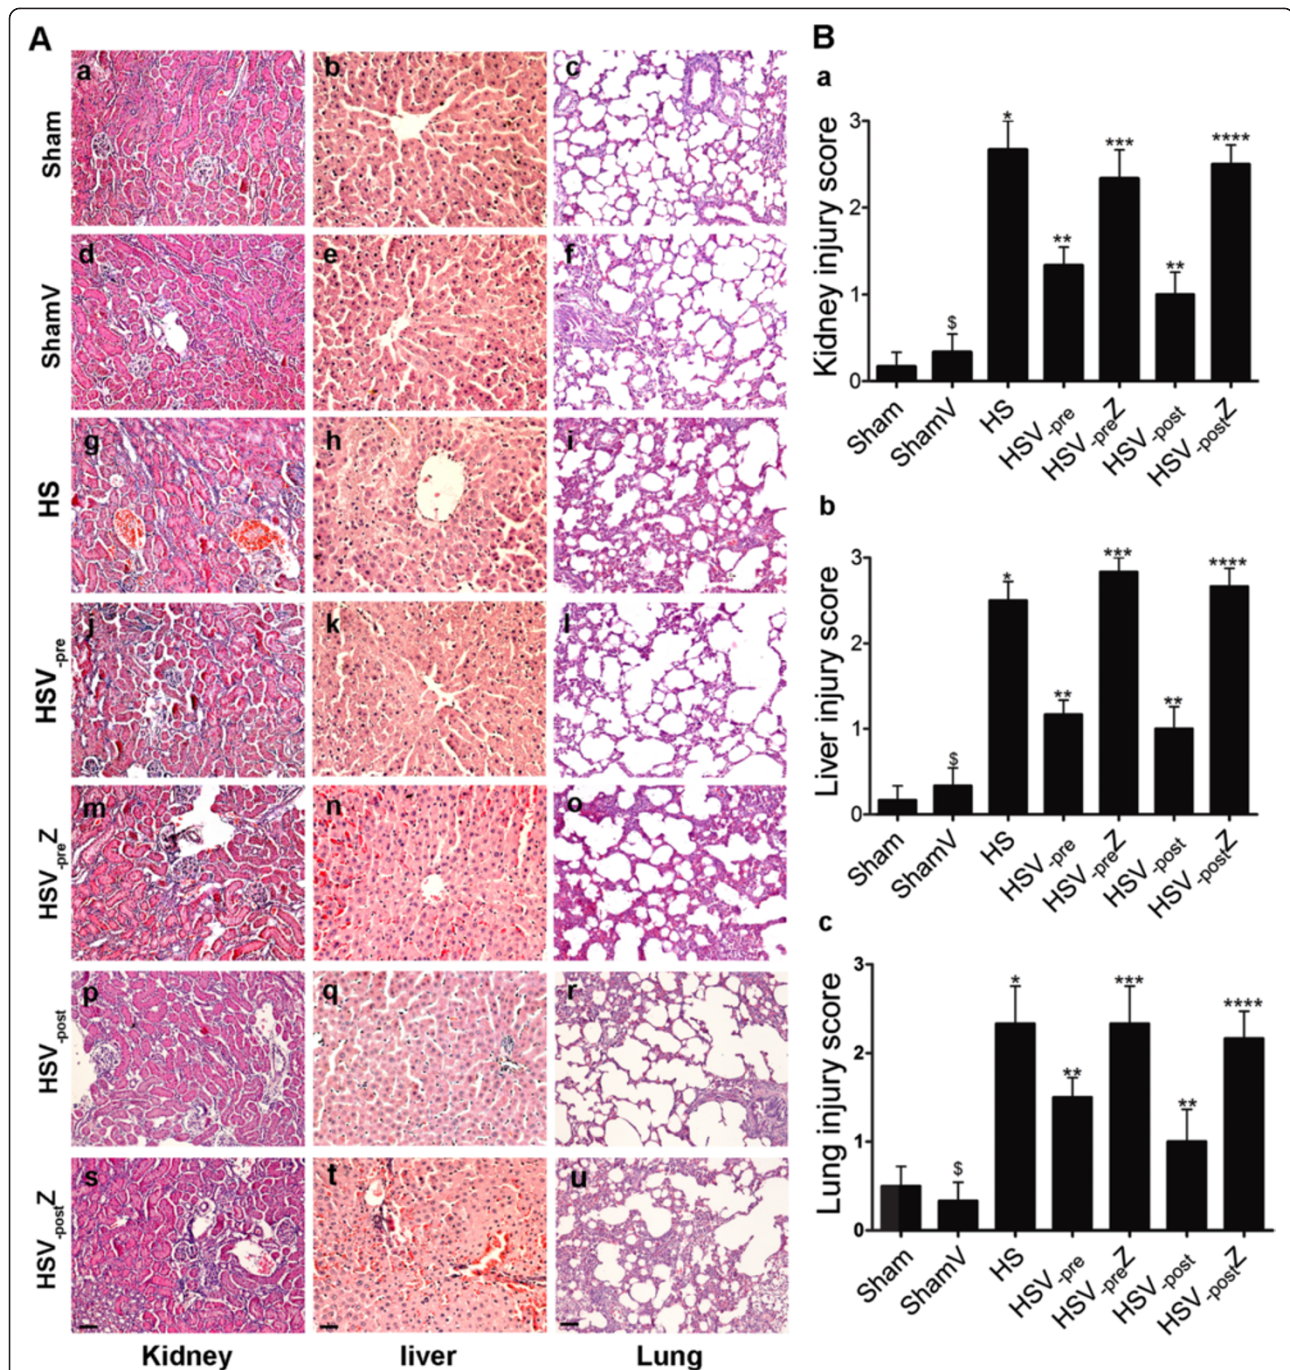 A
a
b
c
Sham
d
e
f
ShamV
g
h
i
HS
j
k
l
HSV-pre
m
n
o
HSV-preZ
p
q
r
HSV-post
s
t
u
HSV-postZ
Kidney
liver
Lung
B
a
Kidney injury score
3
2
1
0
$
*
**
***
**
****
Sham
ShamV
HS
HSV-pre
HSV-preZ
HSV-post
HSV-postZ
b
Liver injury score
3
2
1
0
$
*
**
***
**
****
Sham
ShamV
HS
HSV-pre
HSV-preZ
HSV-post
HSV-postZ
c
Lung injury score
3
2
1
0
$
*
**
***
**
****
Sham
ShamV
HS
HSV-pre
HSV-preZ
HSV-post
HSV-postZ